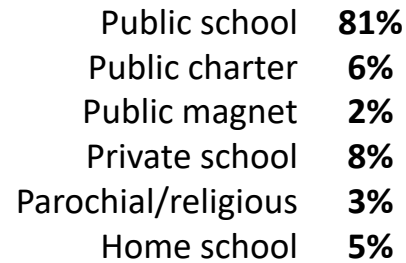 Public school 81%
Public charter 6%
Public magnet 2%
Private school 8%
Parochial/religious 3%
Home school 5%